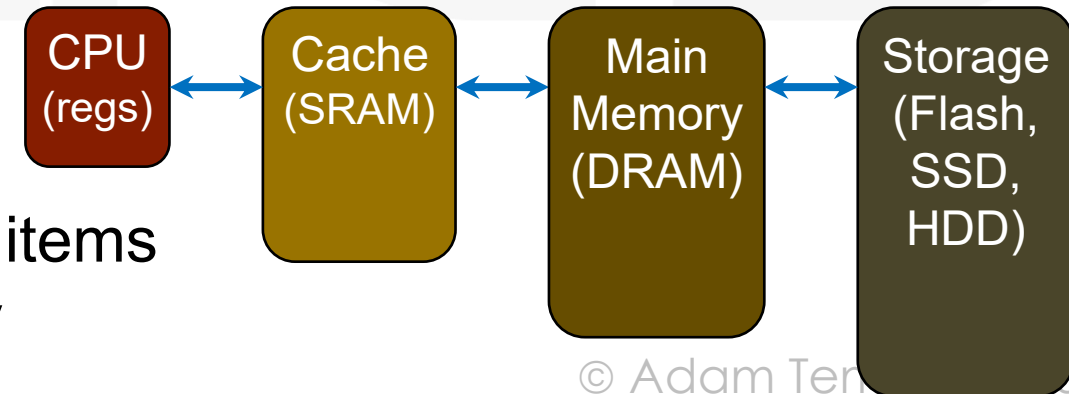 CPU
(regs)
Cache
(SRAM)
Main
Memory
(DRAM)
Storage
(Flash,
SSD,
HDD)
items
© Adam